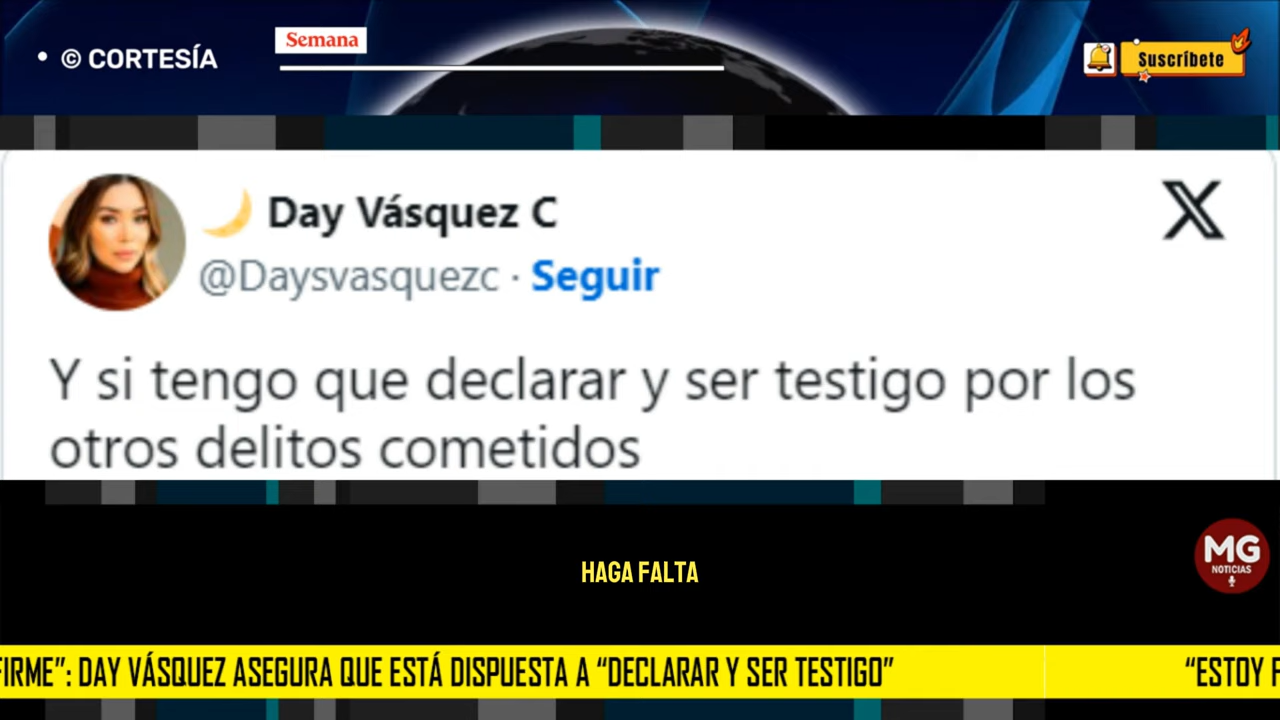 • © CORTESÍA
Semana
Suscríbete
Day Vásquez C
X
@Daysvasquezc · Seguir
Y si tengo que declarar y ser testigo por los
otros delitos cometidos
HAGA FALTA
MG
NOTICIAS
FIRME”: DAY VÁSQUEZ ASEGURA QUE ESTÁ DISPUESTA A “DECLARAR Y SER TESTIGO” “ESTOY F